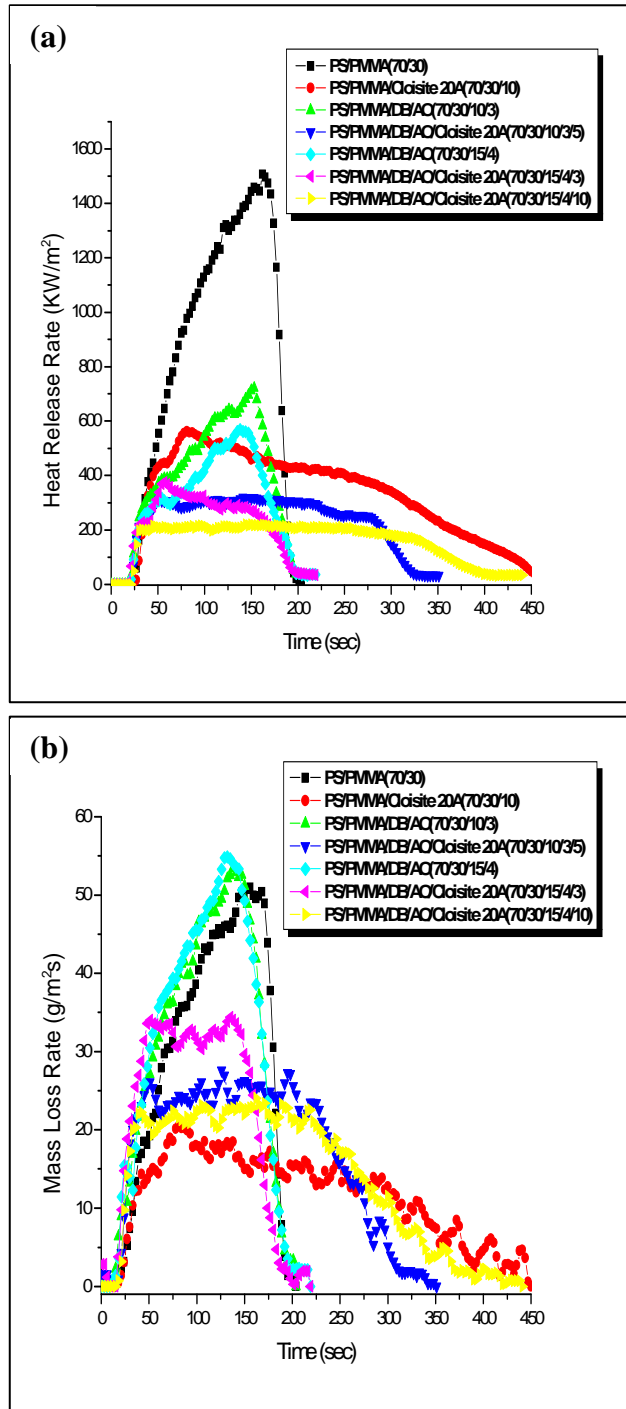 (a)
PS/PMMA(70/30)
PS/PMMA/Cloisite 20A(70/30/10)
PS/PMMA/DB/AO(70/30/10/3)
PS/PMMA/DB/AO/Cloisite 20A(70/30/10/3/5)
PS/PMMA/DB/AO(70/30/15/4)
PS/PMMA/DB/AO/Cloisite 20A(70/30/15/4/3)
PS/PMMA/DB/AO/Cloisite 20A(70/30/15/4/10)
1600
1400
1200
1000
800
600
400
200
0
Heat Release Rate (KW/m²)
0 50 100 150 200 250 300 350 400 450
Time (sec)
(b)
PS/PMMA(70/30)
PS/PMMA/Cloisite 20A(70/30/10)
PS/PMMA/DB/AO(70/30/10/3)
PS/PMMA/DB/AO/Cloisite 20A(70/30/10/3/5)
PS/PMMA/DB/AO(70/30/15/4)
PS/PMMA/DB/AO/Cloisite 20A(70/30/15/4/3)
PS/PMMA/DB/AO/Cloisite 20A(70/30/15/4/10)
60
50
40
30
20
10
0
Mass Loss Rate (g/m²s)
0 50 100 150 200 250 300 350 400 450
Time (sec)